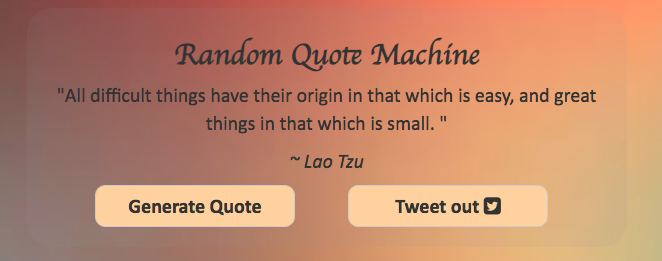 Random Quote Machine
"All difficult things have their origin in that which is easy, and great
things in that which is small. "
~ Lao Tzu
Generate Quote
Tweet out